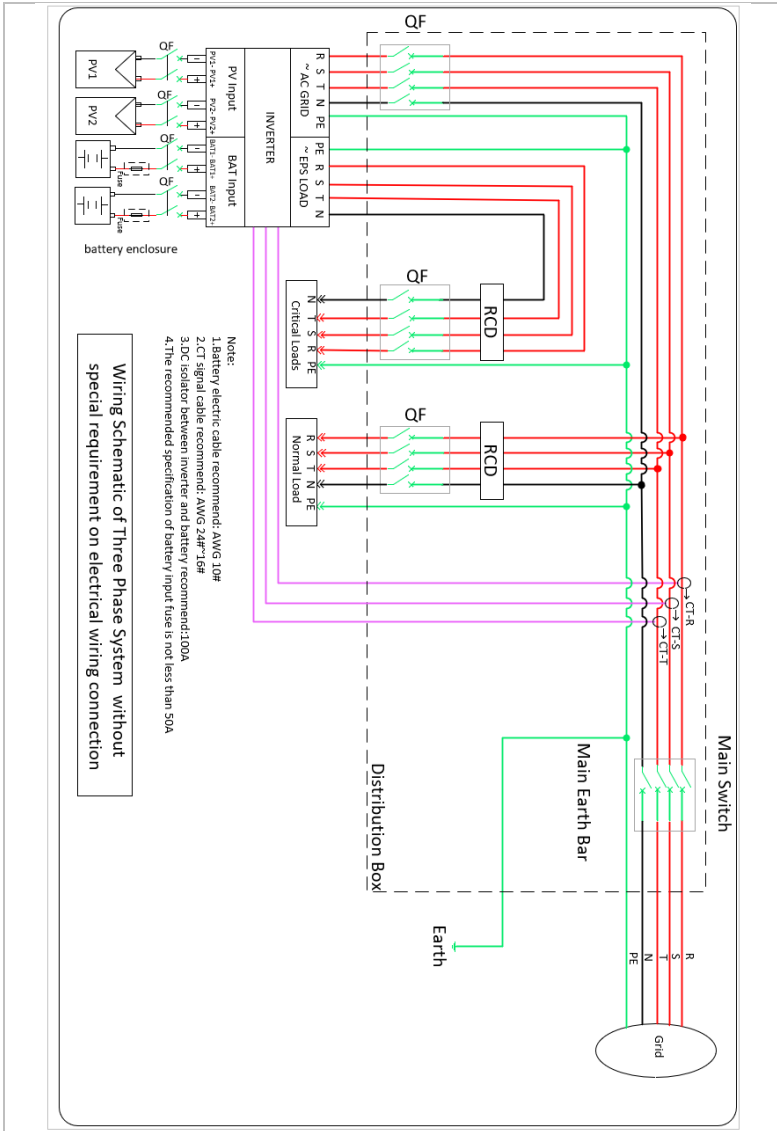 QF
PV1
PV2
QF
QF
QF
QF
PV1- PV1+
PV2- PV2+
BAT1- BAT1+
BAT2- BAT2+
PV Input
BAT Input
INVERTER
~ AC GRID
~ EPS LOAD
R
S
T
N
PE
PE
R
S
T
N
Fuse
Fuse
battery enclosure
QF
RCD
N
T
S
R
PE
Critical Loads
QF
RCD
R
S
T
N
PE
Normal Load
Note:
1.Battery electric cable recommend: AWG 10#
2.CT signal cable recommend: AWG 24#~16#
3.DC isolator between inverter and battery recommend:100A
4.The recommended specification of battery input fuse is not less than 50A
Wiring Schematic of Three Phase System without
special requirement on electrical wiring connection
CT-R
CT-S
CT-T
Main Switch
Main Earth Bar
Distribution Box
Earth
R
S
T
N
PE
Grid